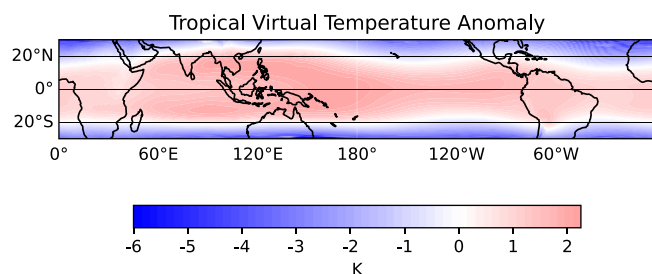 Tropical Virtual Temperature Anomaly
20°N
0°
20°S
0° 60°E 120°E 180° 120°W 60°W
-6 -5 -4 -3 -2 -1 0 1 2
K